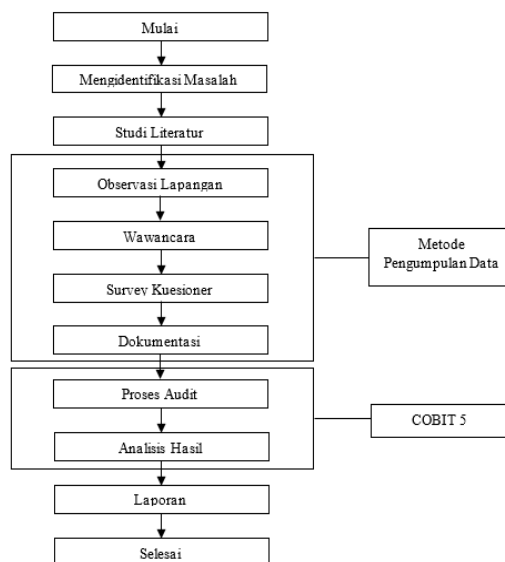 Mulai
Mengidentifikasi Masalah
Studi Literatur
Observasi Lapangan
Wawancara
Survey Kuesioner
Dokumentasi
Metode
Pengumpulan Data
Proses Audit
Analisis Hasil
COBIT 5
Laporan
Selesai